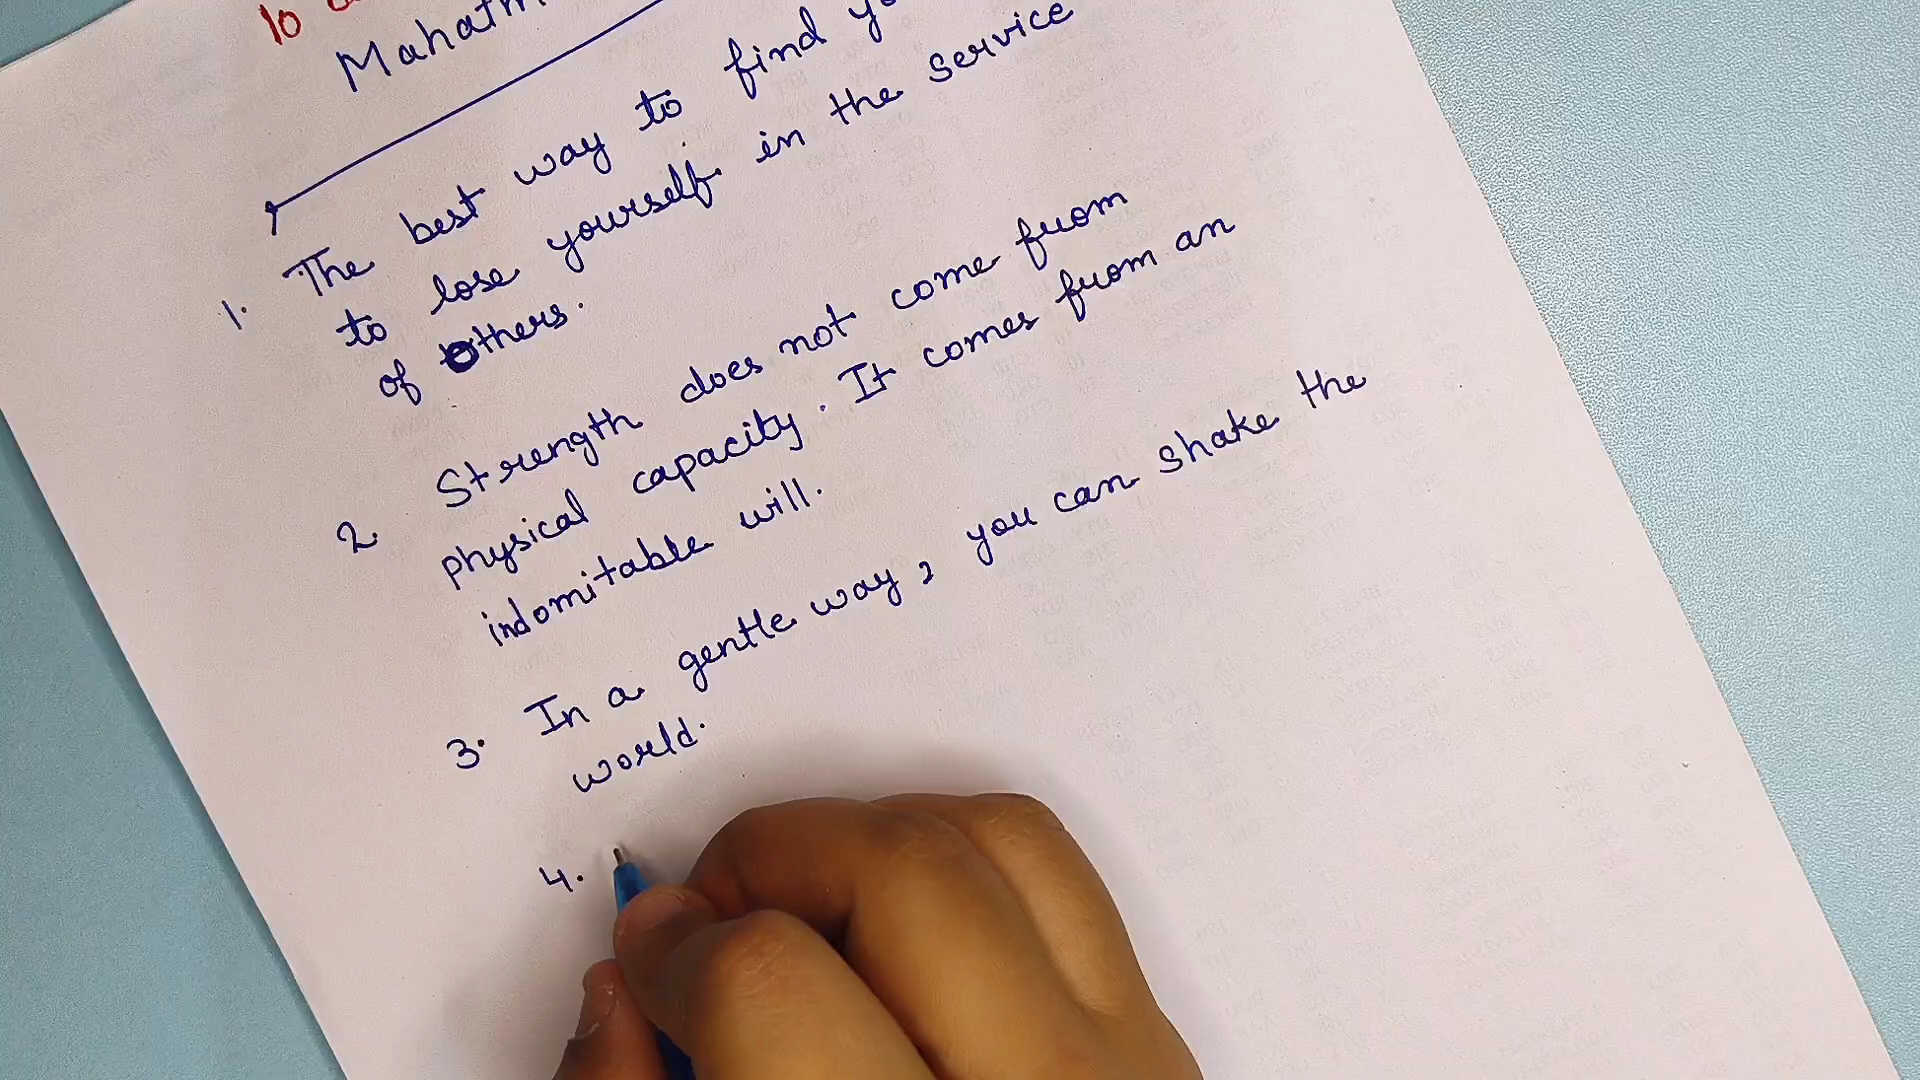 10
1. The best way to find
to lose yourself in the service
of others.
2. Strength does not come from
physical capacity. It comes from an
indomitable will.
3. In a gentle way, you can shake the
world.
4.